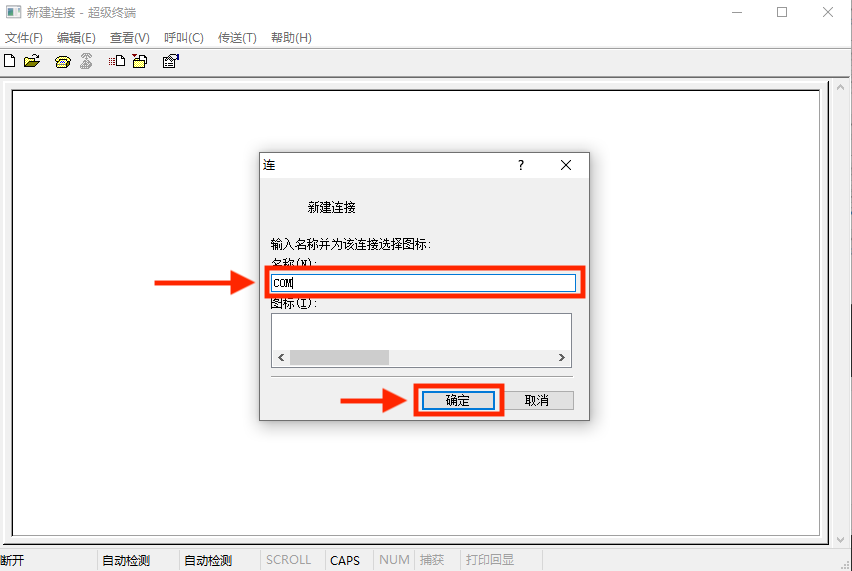 新建连接 - 超级终端
文件(F) 编辑(E) 查看(V) 呼叫(C) 传送(T) 帮助(H)
连 ?
新建连接
输入名称并为该连接选择图标:
名称(N):
COM
图标(I):
确定 取消
断开 自动检测 自动检测 SCROLL CAPS NUM 捕获 打印回显